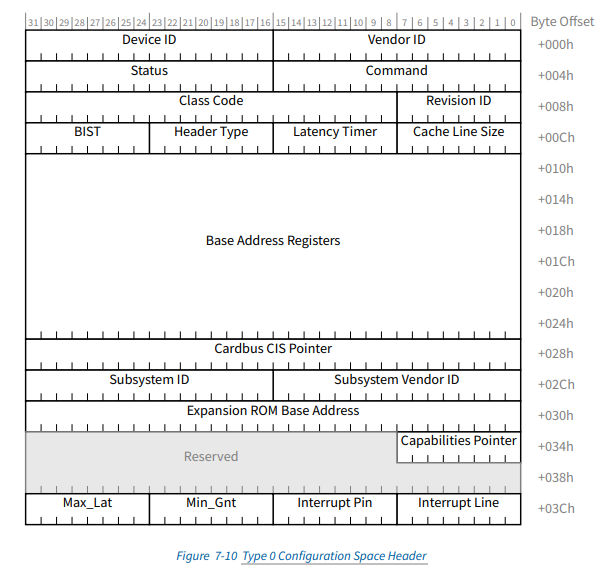 31 30 29 28 27 26 25 24 23 22 21 20 19 18 17 16 15 14 13 12 11 10 9 8 7 6 5 4 3 2 1 0 Byte Offset
Device ID Vendor ID +000h
Status Command +004h
Class Code Revision ID +008h
BIST Header Type Latency Timer Cache Line Size +00Ch
+010h
+014h
+018h
Base Address Registers
+01Ch
+020h
+024h
Cardbus CIS Pointer +028h
Subsystem ID Subsystem Vendor ID +02Ch
Expansion ROM Base Address +030h
Capabilities Pointer +034h
Reserved
+038h
Max_Lat Min_Gnt Interrupt Pin Interrupt Line +03Ch
Figure 7-10 Type 0 Configuration Space Header